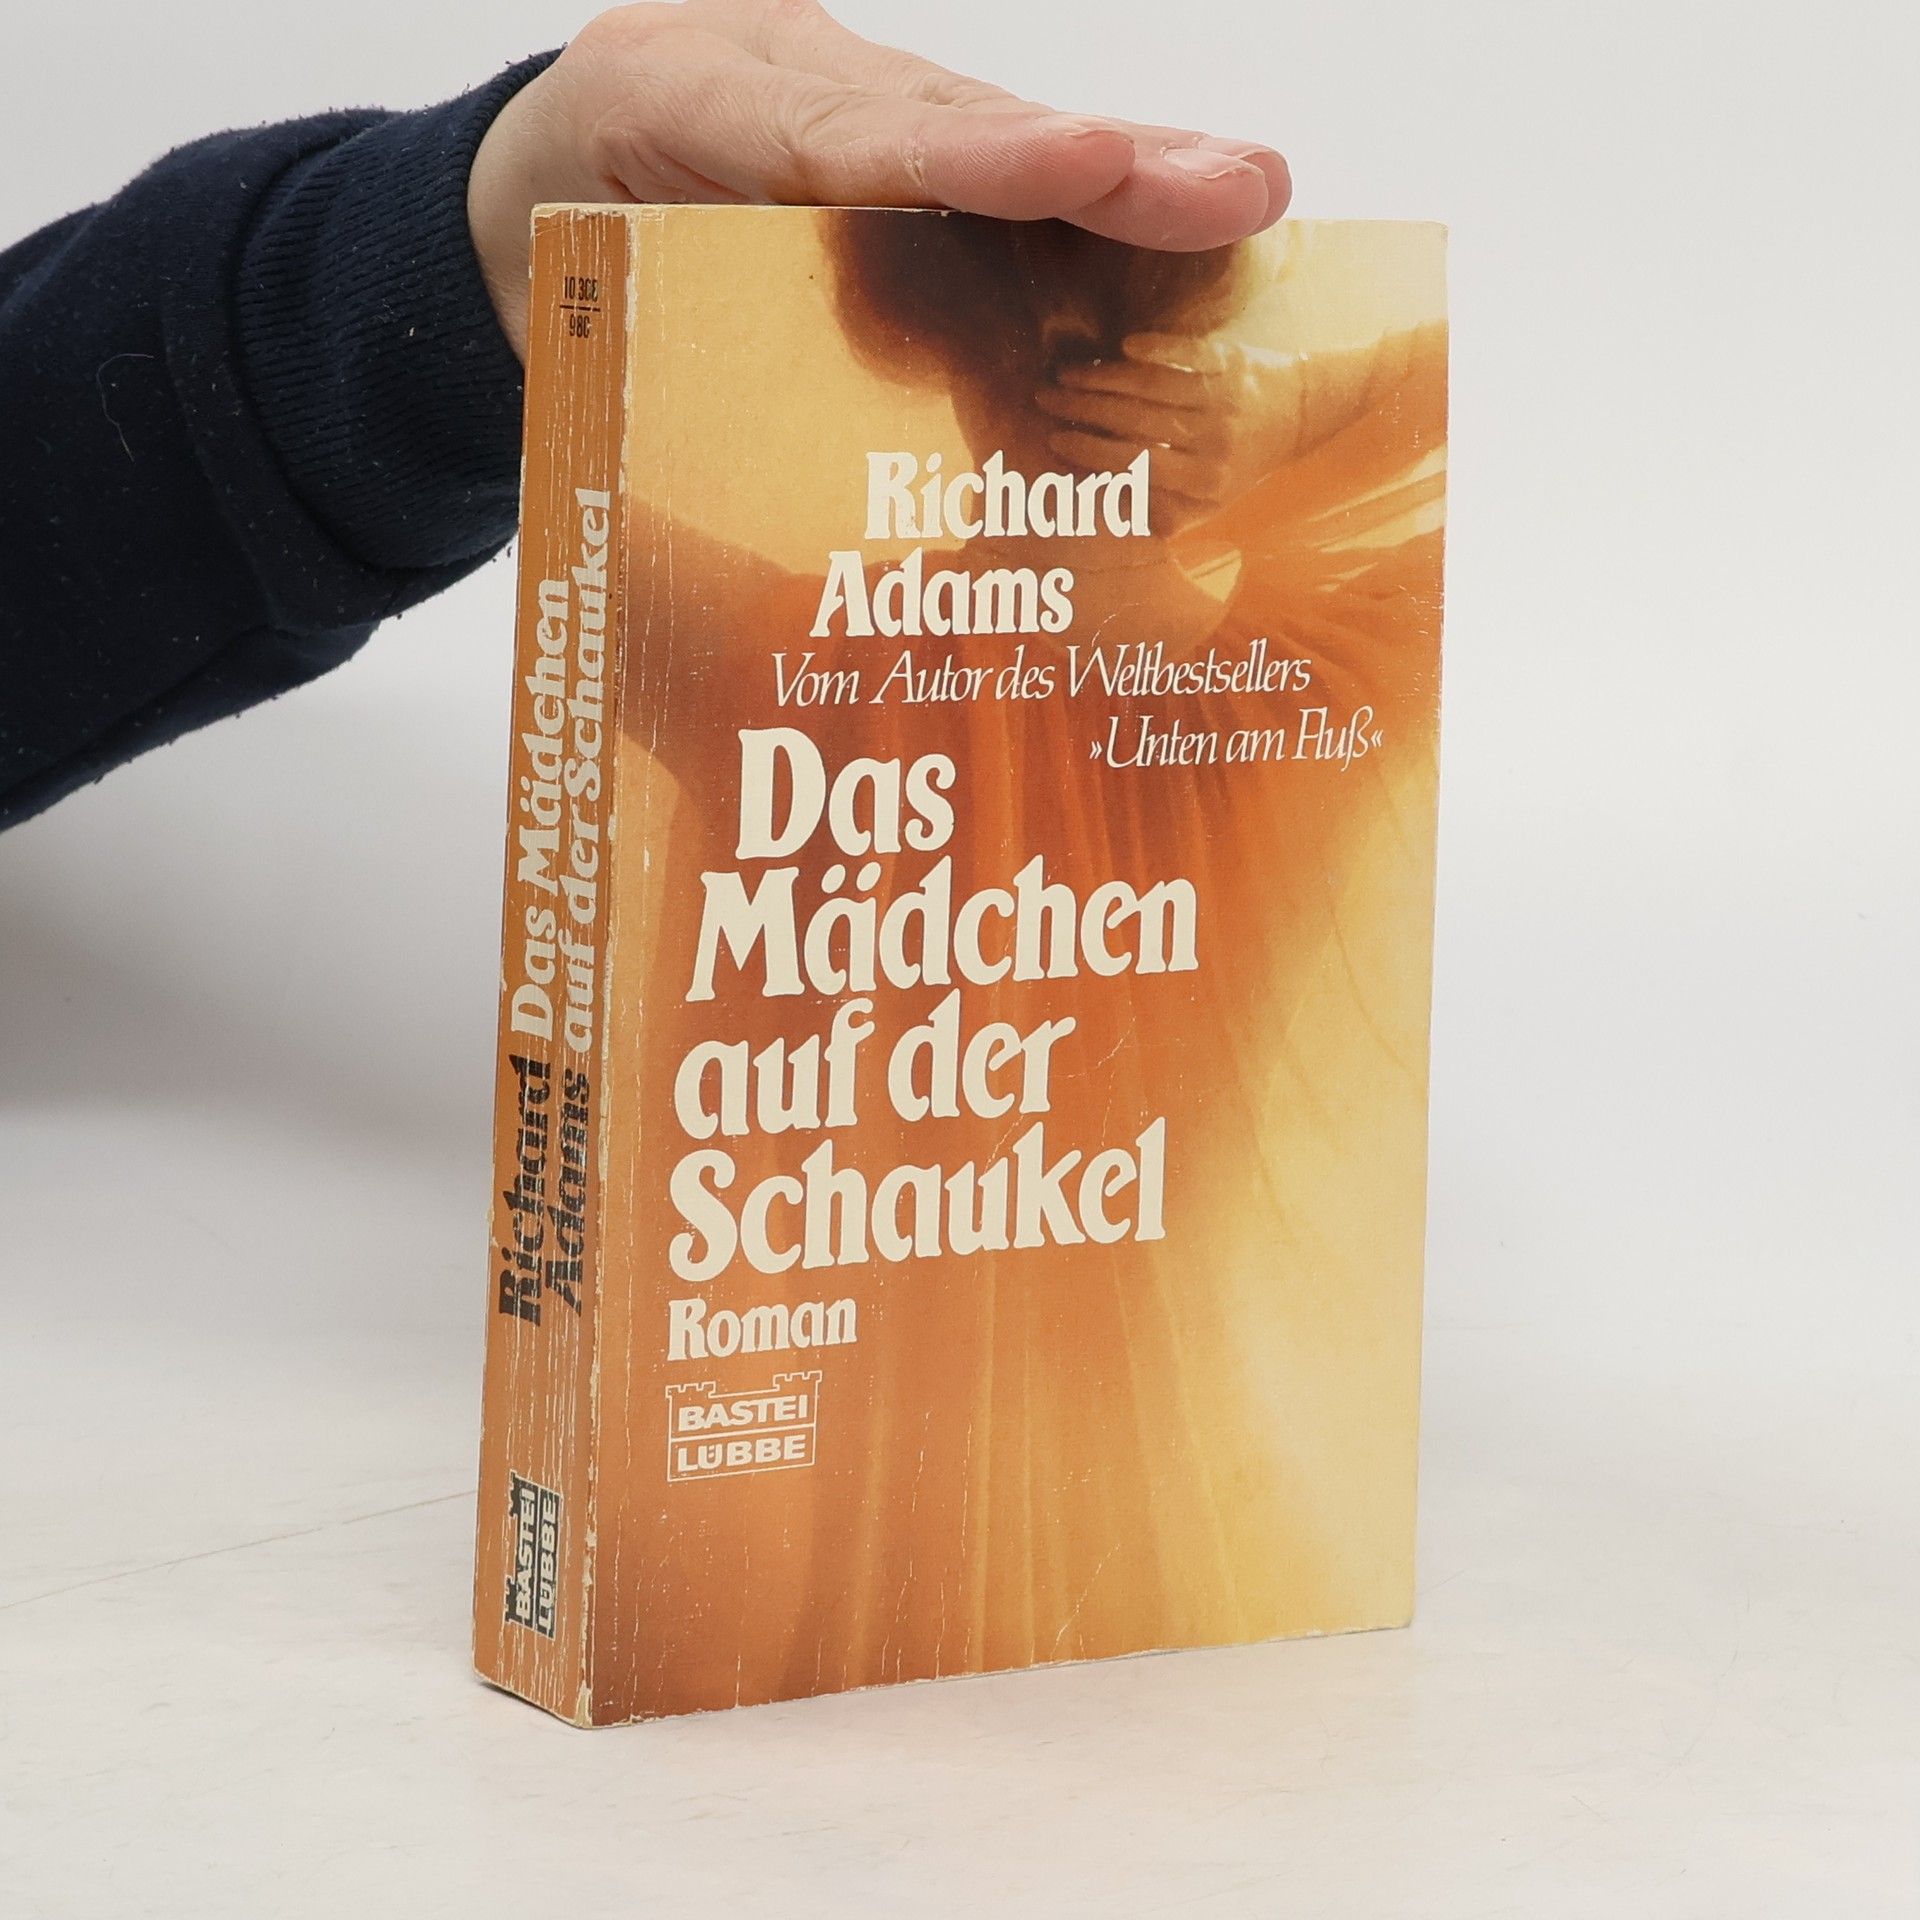 Richard
Adams
Vom Autor des Weltbestsellers
»Unten am Fluß«
Das
Mädchen
auf der
Schaukel
Roman
BASTEI
LÜBBE
Richard Das Mädchen
Adams auf der Schaukel
BASTEI
LÜBBE